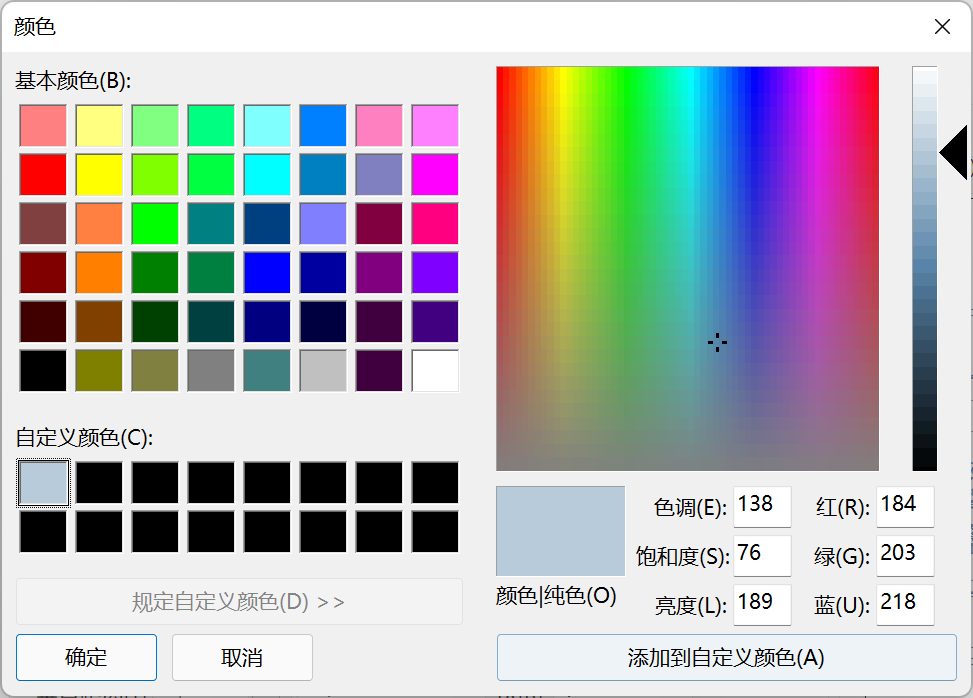 颜色
基本颜色(B):
自定义颜色(C):
规定自定义颜色(D) >>
确定
取消
颜色|纯色(O)
色调(E): 138
饱和度(S): 76
亮度(L): 189
红(R): 184
绿(G): 203
蓝(U): 218
添加到自定义颜色(A)